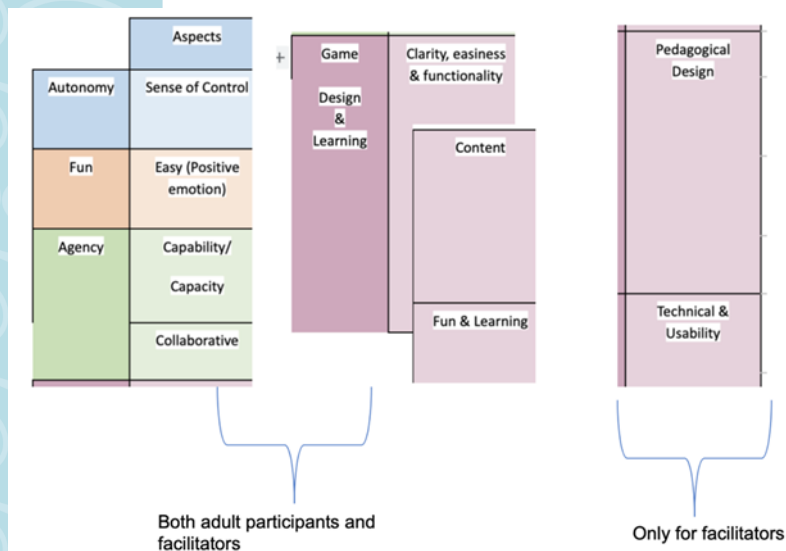 Aspects
Autonomy
Sense of Control
Fun
Easy (Positive
emotion)
Agency
Capability/
Capacity
Collaborative
Game
Design
&
Learning
Clarity, easiness
& functionality
Content
Fun & Learning
Pedagogical
Design
Technical &
Usability
Both adult participants and
facilitators
Only for facilitators